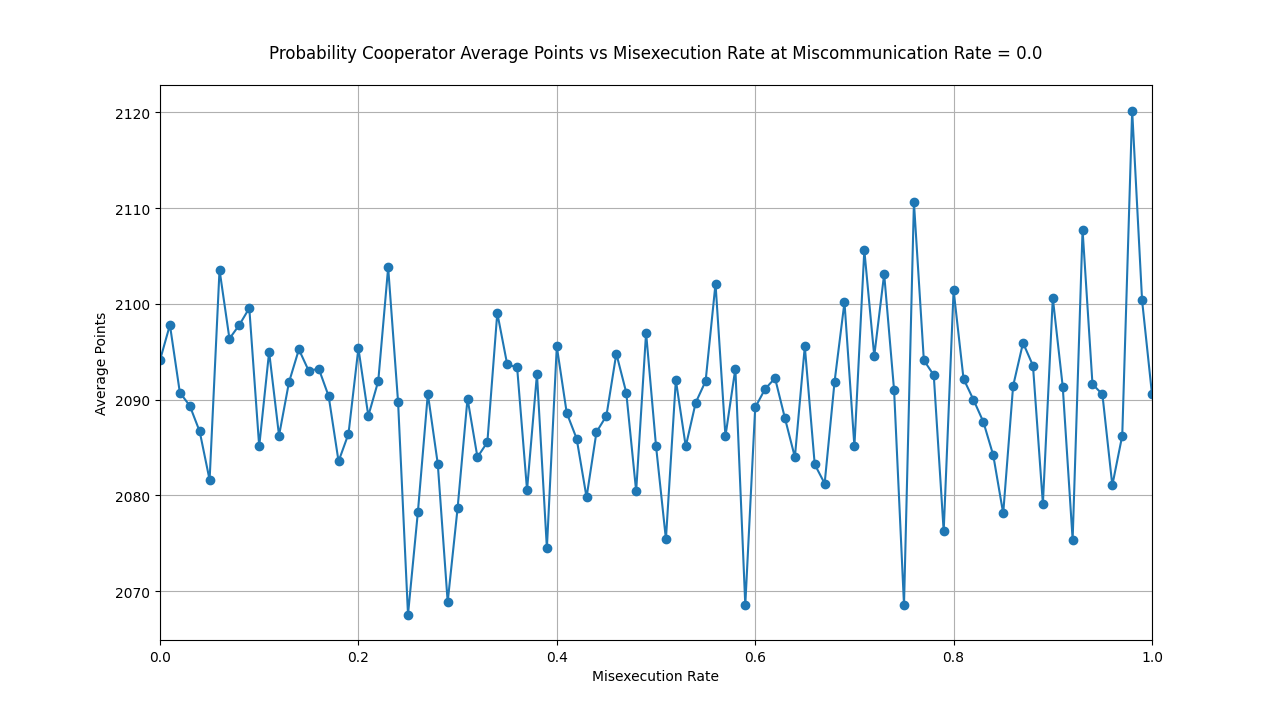 Probability Cooperator Average Points vs Misexecution Rate at Miscommunication Rate = 0.0
2120
2110
2100
2090
2080
2070
Average Points
0.0 0.2 0.4 0.6 0.8 1.0
Misexecution Rate